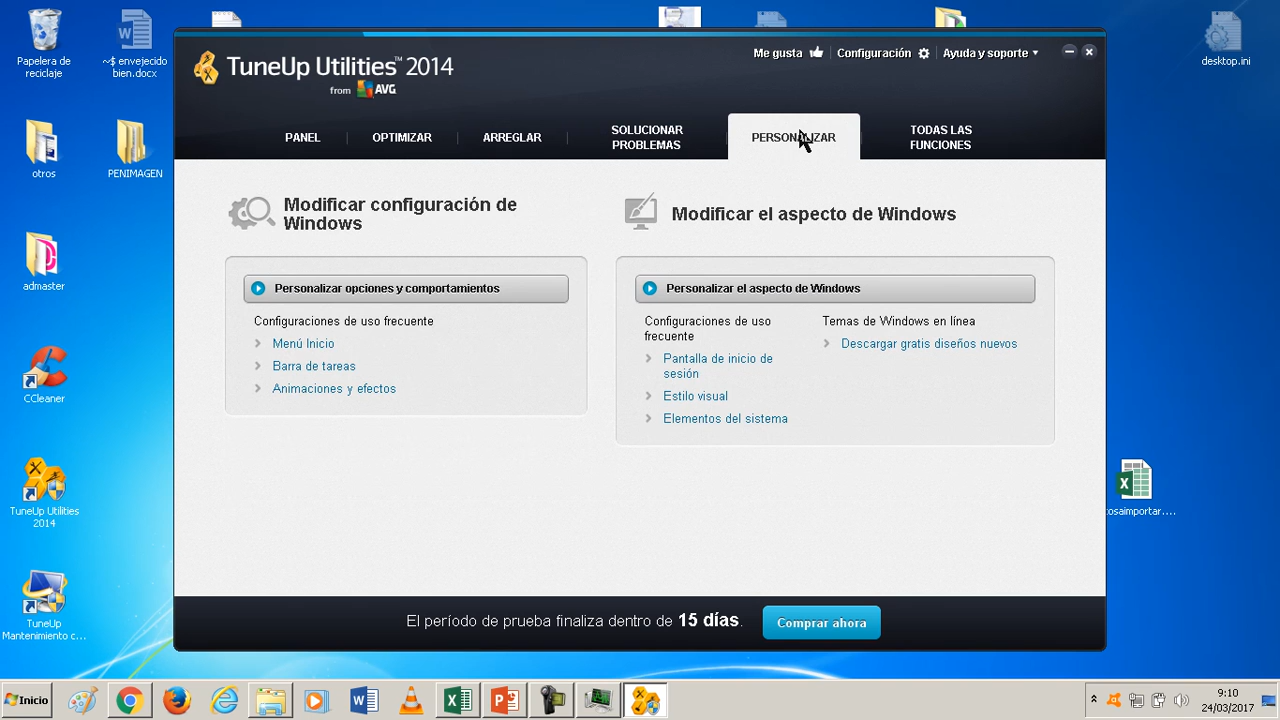 Papelera de
reciclaje
~$ envejecido
bien.docx
otros
PENIMAGEN
admaster
CCleaner
TuneUp Utilities
2014
TuneUp
Mantenimiento c...
desktop.ini
tosaimportar....
TuneUp Utilities™ 2014
from AVG
Me gusta
Configuración
Ayuda y soporte
PANEL
OPTIMIZAR
ARREGLAR
SOLUCIONAR
PROBLEMAS
PERSONALIZAR
TODAS LAS
FUNCIONES
Modificar configuración de
Windows
Personalizar opciones y comportamientos
Configuraciones de uso frecuente
Menú Inicio
Barra de tareas
Animaciones y efectos
Modificar el aspecto de Windows
Personalizar el aspecto de Windows
Configuraciones de uso
frecuente
Pantalla de inicio de
sesión
Estilo visual
Elementos del sistema
Temas de Windows en línea
Descargar gratis diseños nuevos
El período de prueba finaliza dentro de 15 días.
Comprar ahora
Inicio
9:10
24/03/2017